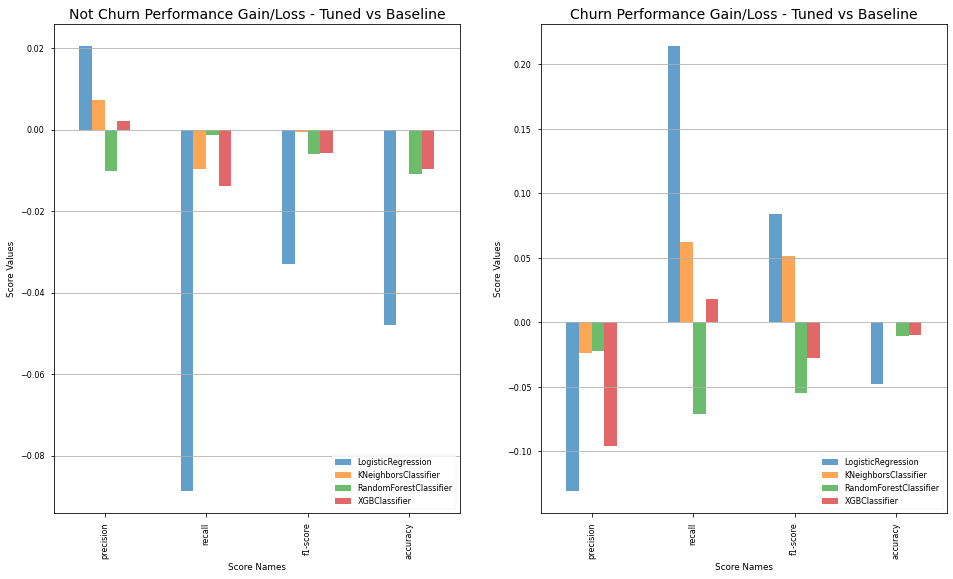 Not Churn Performance Gain/Loss - Tuned vs Baseline
Score Values
0.02
0.00
−0.02
−0.04
−0.06
−0.08
LogisticRegression
KNeighborsClassifier
RandomForestClassifier
XGBClassifier
precision
recall
f1-score
accuracy
Score Names
Churn Performance Gain/Loss - Tuned vs Baseline
Score Values
0.20
0.15
0.10
0.05
0.00
−0.05
−0.10
LogisticRegression
KNeighborsClassifier
RandomForestClassifier
XGBClassifier
precision
recall
f1-score
accuracy
Score Names